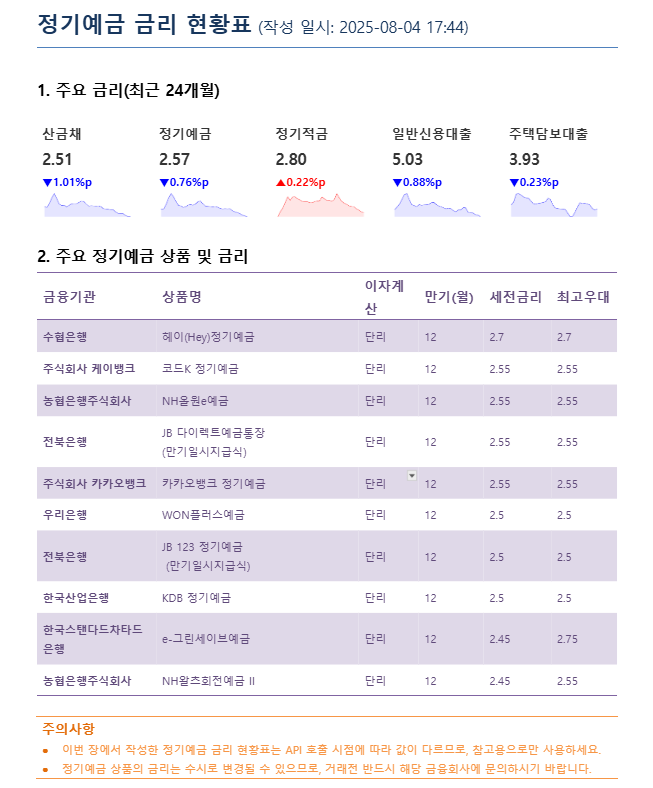 정기예금 금리 현황표 (작성 일시: 2025-08-04 17:44)
1. 주요 금리(최근 24개월)
산금채 정기예금 정기적금 일반신용대출 주택담보대출
2.51 2.57 2.80 5.03 3.93
▼1.01%p ▼0.76%p ▲0.22%p ▼0.88%p ▼0.23%p
2. 주요 정기예금 상품 및 금리
금융기관 상품명 이자계산 만기(월) 세전금리 최고우대
수협은행 헤이(Hey)정기예금 단리 12 2.7 2.7
주식회사 케이뱅크 코드K 정기예금 단리 12 2.55 2.55
농협은행주식회사 NH올원e예금 단리 12 2.55 2.55
전북은행 JB 다이렉트예금통장
(만기일시지급식) 단리 12 2.55 2.55
주식회사 카카오뱅크 카카오뱅크 정기예금 단리 12 2.55 2.55
우리은행 WON플러스예금 단리 12 2.5 2.5
전북은행 JB 123 정기예금
(만기일시지급식) 단리 12 2.5 2.5
한국산업은행 KDB 정기예금 단리 12 2.5 2.5
한국스탠다드차타드
은행 e-그린세이브예금 단리 12 2.45 2.75
농협은행주식회사 NH왈츠회전예금 II 단리 12 2.45 2.55
주의사항
● 이번 장에서 작성한 정기예금 금리 현황표는 API 호출 시점에 따라 값이 다르므로, 참고용으로만 사용하세요.
● 정기예금 상품의 금리는 수시로 변경될 수 있으므로, 거래전 반드시 해당 금융회사에 문의하시기 바랍니다.